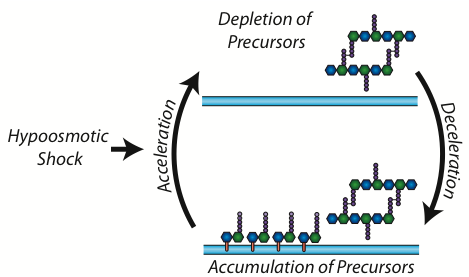 Depletion of
Precursors
Hypoosmotic
Shock
Acceleration
Deceleration
Accumulation of Precursors